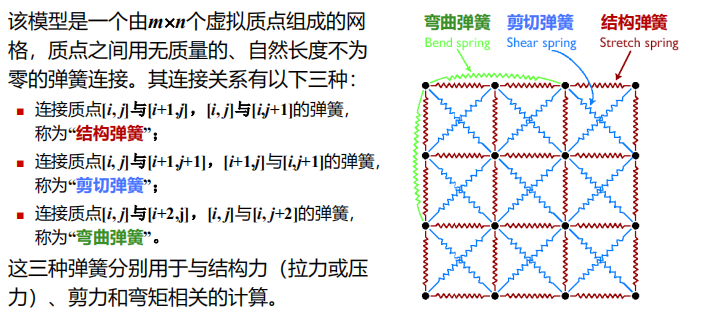 该模型是一个由m×n个虚拟质点组成的网
格，质点之间用无质量的、自然长度不为
零的弹簧连接。其连接关系有以下三种：
连接质点[i, j]与[i+1,j]，[i, j]与[i,j+1]的弹簧，
称为“结构弹簧”；
连接质点[i, j]与[i+1,j+1]，[i+1,j]与[i,j+1]的弹簧，
称为“剪切弹簧”；
连接质点[i, j]与[i+2,j]，[i, j]与[i, j+2]的弹簧，
称为“弯曲弹簧”。
这三种弹簧分别用于与结构力（拉力或压
力）、剪力和弯矩相关的计算。
弯曲弹簧 剪切弹簧 结构弹簧
Bend spring Shear spring Stretch spring